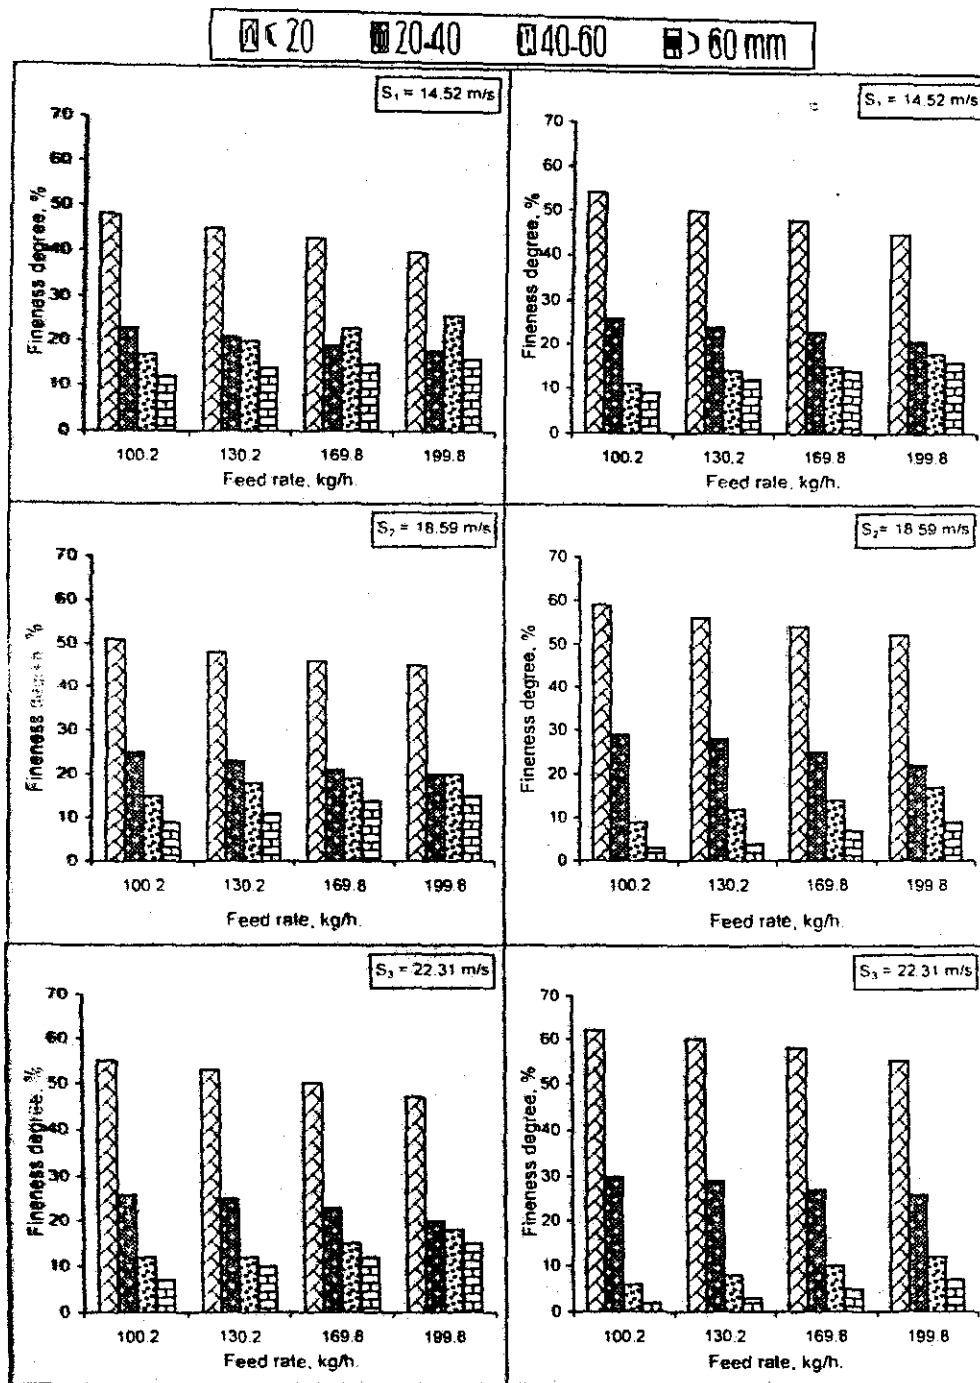 < 20 20-40 40-60 > 60 mm
S₁ = 14.52 m/s
70
60
50
40
30
20
10
0
Fineness degree, %
100.2 130.2 169.8 199.8
Feed rate, kg/h.
S₁ = 14.52 m/s
70
60
50
40
30
20
10
0
Fineness degree, %
100.2 130.2 169.8 199.8
Feed rate, kg/h.
S₂ = 18.59 m/s
70
60
50
40
30
20
10
0
Fineness degree %
100.2 130.2 169.8 199.8
Feed rate, kg/h.
S₂= 18 59 m/s
70
60
50
40
30
20
10
0
Fineness degree, %
100.2 130.2 169.8 199 8
Feed rate, kg/h.
S₃ = 22.31 m/s
70
60
50
40
30
20
10
0
Fineness degree, %
100.2 130.2 169.8 199.8
Feed rate, kg/h.
S₃ = 22.31 m/s
70
60
50
40
30
20
10
0
Fineness degree, %
100.2 130.2 169.8 199.8
Feed rate, kg/h.